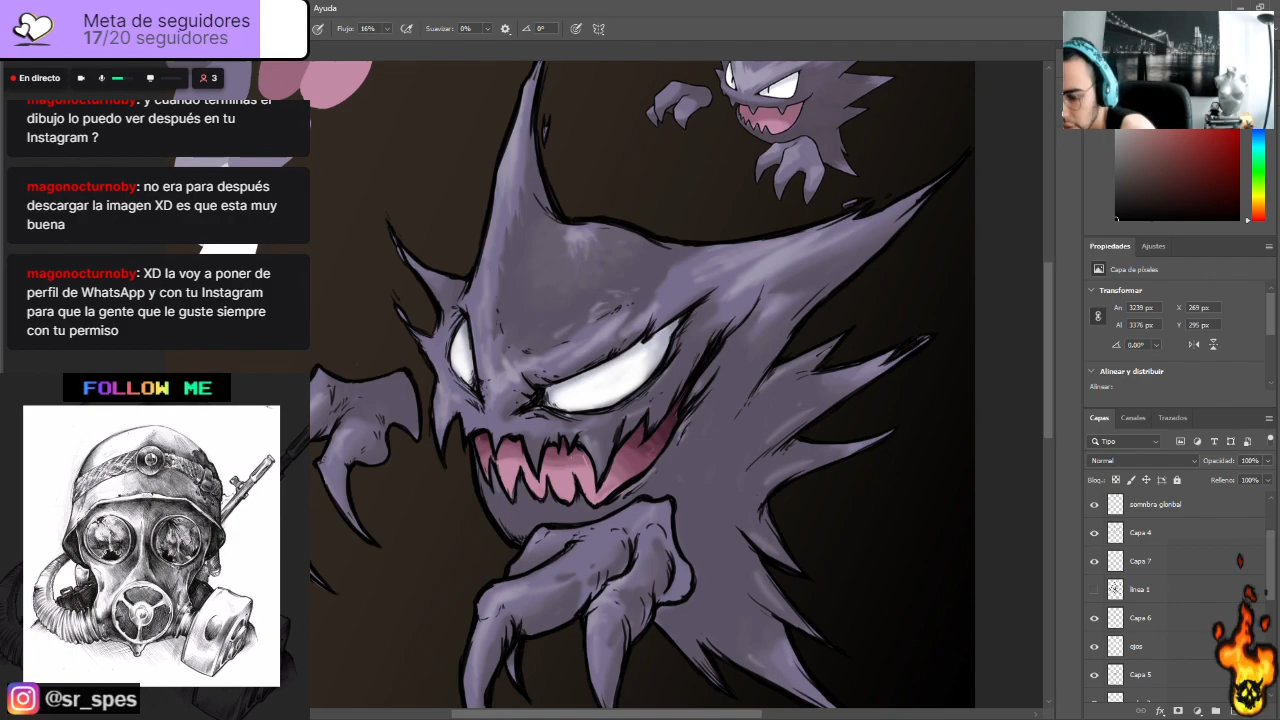 Meta de seguidores
17/20 seguidores
En directo
3
magonocturnoby: y cuando terminas el
dibujo lo puedo ver después en tu
Instagram ?
magonocturnoby: no era para después
descargar la imagen XD es que esta muy
buena
magonocturnoby: XD la voy a poner de
perfil de WhatsApp y con tu Instagram
para que la gente que le guste siempre
con tu permiso
FOLLOW ME
@sr_spes
Ayuda
Flujo: 16%
Suavizar: 0%
0°
Propiedades
Ajustes
Capa de píxeles
Transformar
An 3239 px
X 269 px
Al 3376 px
Y 295 px
0,00°
Alinear y distribuir
Alinear:
Capas
Canales
Trazados
Tipo
Normal
Opacidad: 100%
Bloq.:
Relleno: 100%
somnbra glonbal
Capa 4
Capa 7
linea 1
Capa 6
ojos
Capa 5